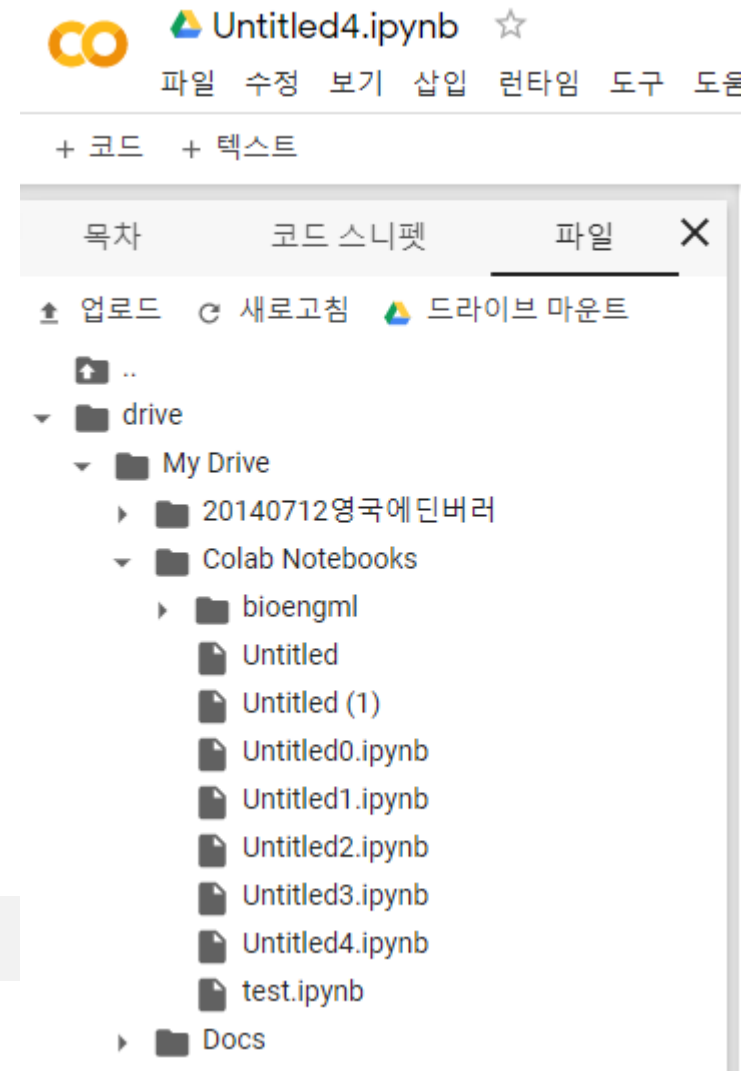 Untitled4.ipynb
파일 수정 보기 삽입 런타임 도구 도움
+ 코드 + 텍스트
목차 코드 스니펫 파일
업로드 새로고침 드라이브 마운트
..
drive
My Drive
20140712영국에딘버러
Colab Notebooks
bioengml
Untitled
Untitled (1)
Untitled0.ipynb
Untitled1.ipynb
Untitled2.ipynb
Untitled3.ipynb
Untitled4.ipynb
test.ipynb
Docs